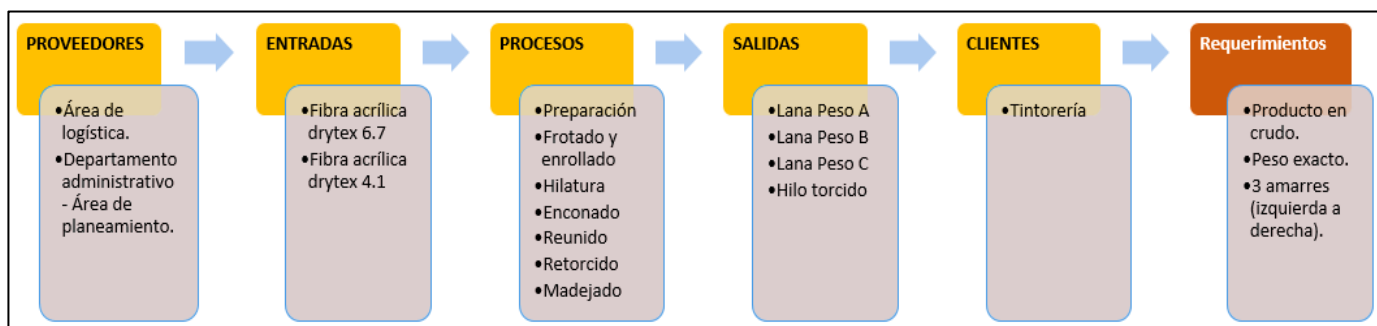 PROVEEDORES
•Área de
logística.
•Departamento
administrativo
- Área de
planeamiento.
ENTRADAS
•Fibra acrílica
drytex 6.7
•Fibra acrílica
drytex 4.1
PROCESOS
•Preparación
•Frotado y
enrollado
•Hilatura
•Enconado
•Reunido
•Retorcido
•Madejado
SALIDAS
•Lana Peso A
•Lana Peso B
•Lana Peso C
•Hilo torcido
CLIENTES
•Tintorería
Requerimientos
•Producto en
crudo.
•Peso exacto.
•3 amarres
(izquierda a
derecha).